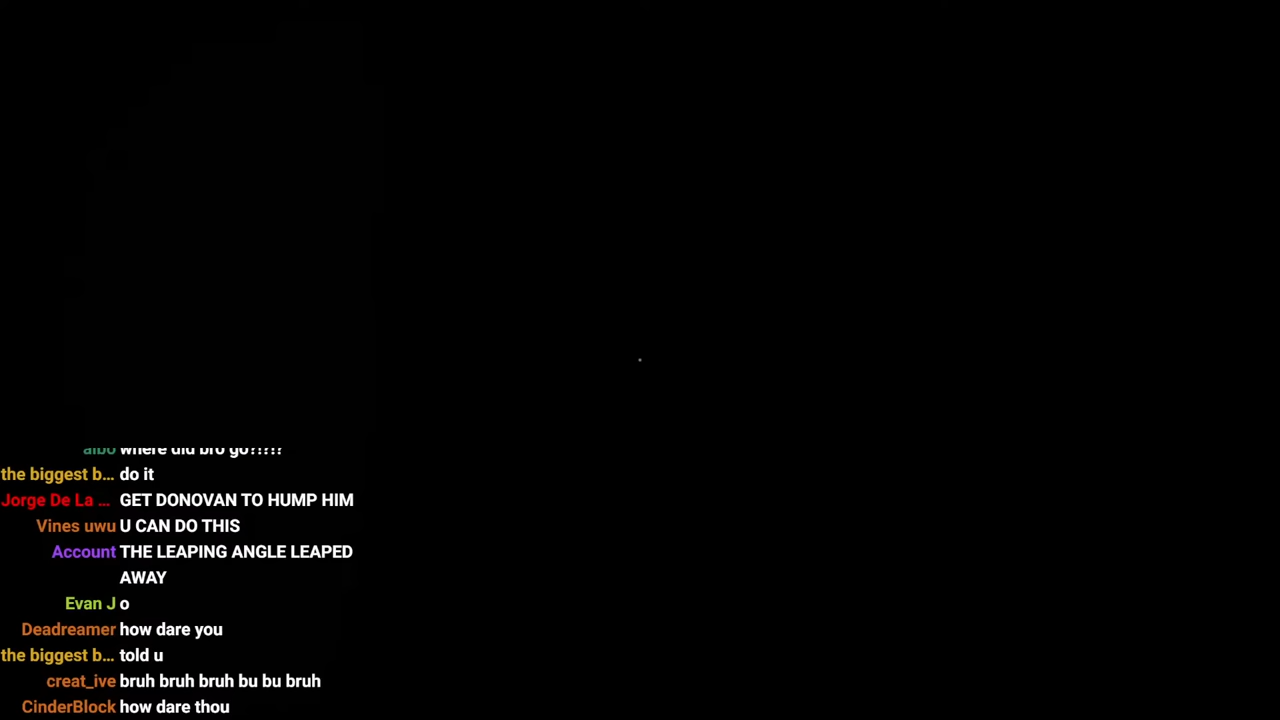 albo where did bro go?!?!?
the biggest b... do it
Jorge De La ... GET DONOVAN TO HUMP HIM
Vines uwu U CAN DO THIS
Account THE LEAPING ANGLE LEAPED
AWAY
Evan J o
Deadreamer how dare you
the biggest b... told u
creat_ive bruh bruh bruh bu bu bruh
CinderBlock how dare thou